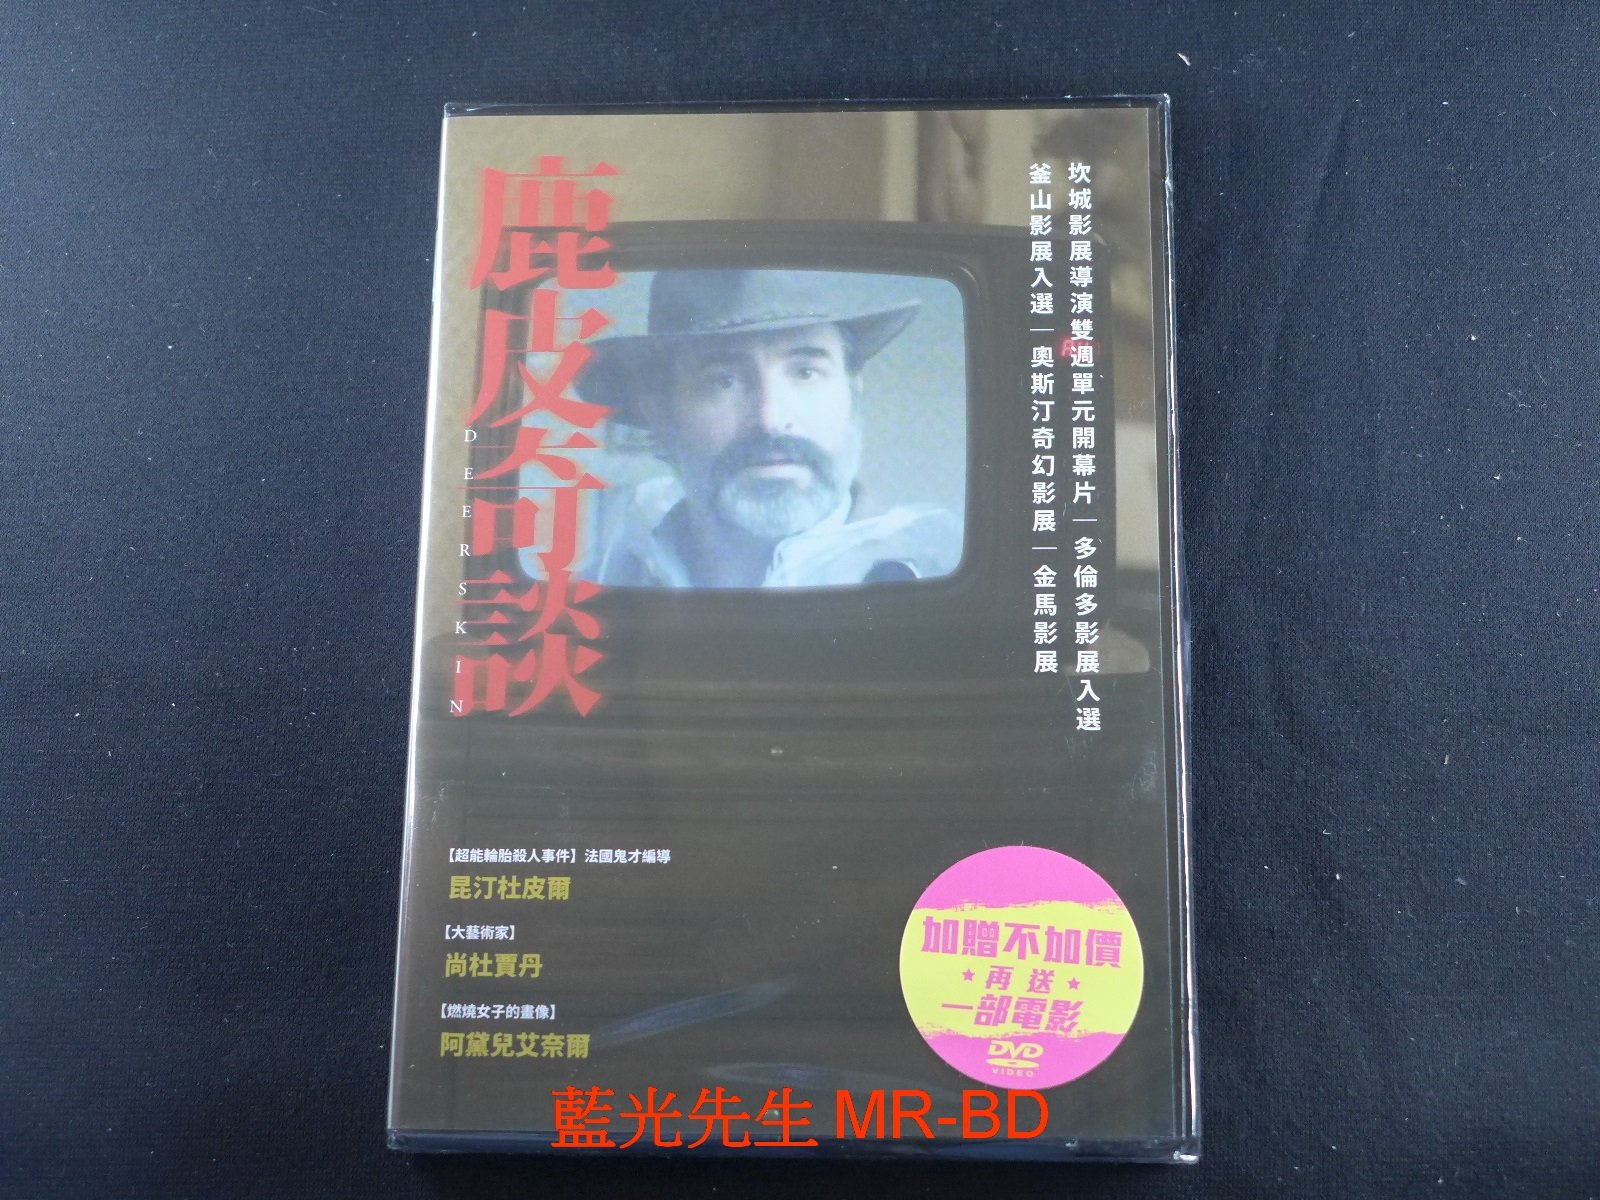 鹿皮奇談
DEERSKIN
坎城影展導演雙週單元開幕片｜多倫多影展入選
釜山影展入選｜奧斯汀奇幻影展｜金馬影展
【超能輪胎殺人事件】法國鬼才編導
昆汀杜皮爾
【大藝術家】
尚杜賈丹
【燃燒女子的畫像】
阿黛兒艾奈爾
加贈不加價
★再送★
一部電影
DVD
VIDEO
藍光先生 MR-BD